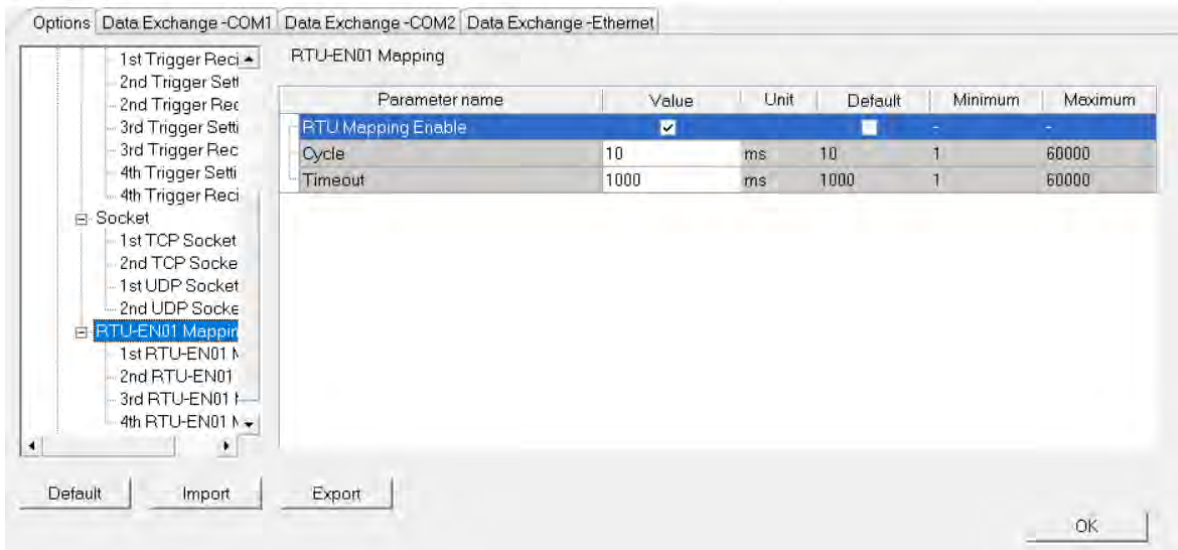 Options Data Exchange -COM1 Data Exchange -COM2 Data Exchange -Ethernet
RTU-EN01 Mapping
1st Trigger Reci
2nd Trigger Sett
2nd Trigger Rec
3rd Trigger Setti
3rd Trigger Rec
4th Trigger Setti
4th Trigger Reci
Socket
1st TCP Socket
2nd TCP Socke
1st UDP Socket
2nd UDP Socke
RTU-EN01 Mappin
1st RTU-EN01 M
2nd RTU-EN01
3rd RTU-EN01 M
4th RTU-EN01 M
Parameter name Value Unit Default Minimum Maximum
RTU Mapping Enable - -
Cycle 10 ms 10 1 60000
Timeout 1000 ms 1000 1 60000
Default Import Export
OK